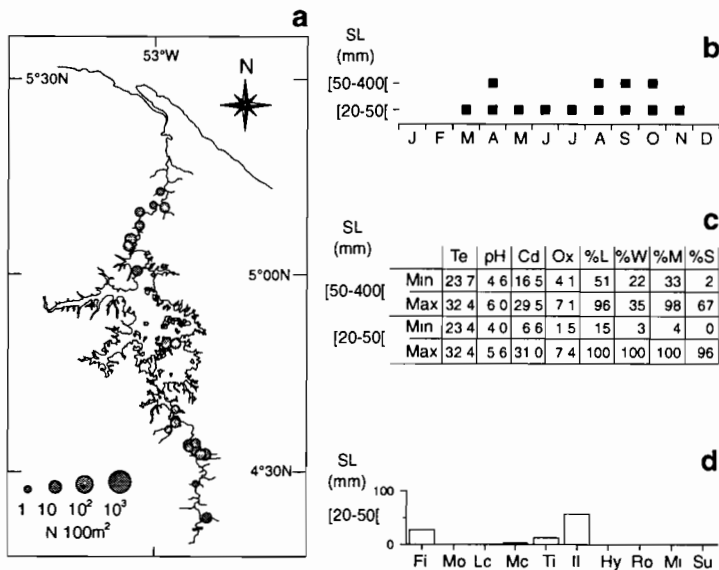 a
53°W
5°30N
N
5°00N
4°30N
1 10 10² 10³
N 100m²
b
SL
(mm)
[50-400[
[20-50[
J F M A M J J A S O N D
c
SL
(mm)
Te pH Cd Ox %L %W %M %S
[50-400[
Min 23 7 4 6 16 5 4 1 51 22 33 2
Max 32 4 6 0 29 5 7 1 96 35 98 67
[20-50[
Min 23 4 4 0 6 6 1 5 15 3 4 0
Max 32 4 5 6 31 0 7 4 100 100 100 96
d
SL
(mm)
[20-50[
100
0
Fi Mo Lc Mc Ti Il Hy Ro Mi Su